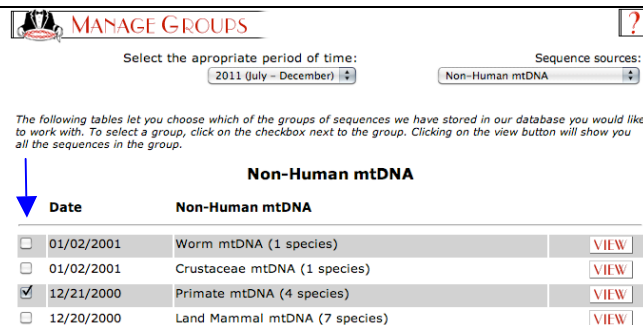 MANAGE GROUPS ?
Select the apropriate period of time: Sequence sources:
2011 (July – December) Non-Human mtDNA
The following tables let you choose which of the groups of sequences we have stored in our database you would like
to work with. To select a group, click on the checkbox next to the group. Clicking on the view button will show you
all the sequences in the group.
Non-Human mtDNA
Date Non-Human mtDNA
01/02/2001 Worm mtDNA (1 species) VIEW
01/02/2001 Crustaceae mtDNA (1 species) VIEW
12/21/2000 Primate mtDNA (4 species) VIEW
12/20/2000 Land Mammal mtDNA (7 species) VIEW